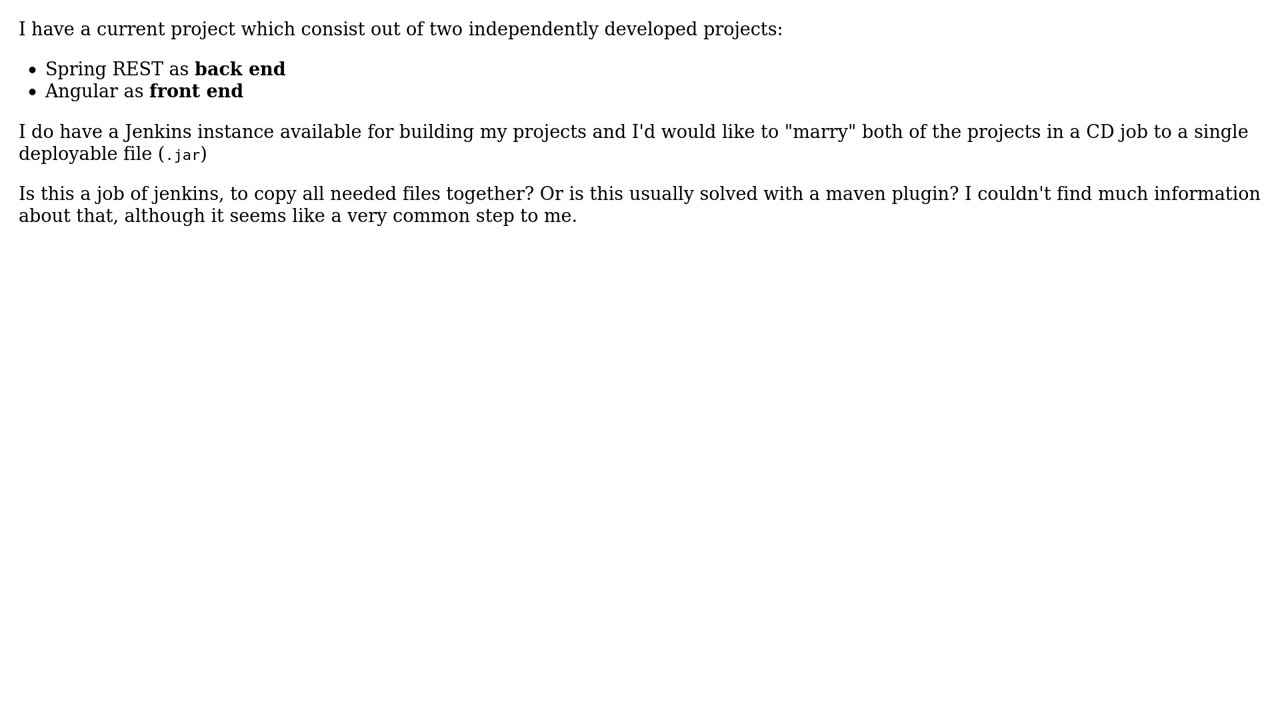 I have a current project which consist out of two independently developed projects:
• Spring REST as back end
• Angular as front end
I do have a Jenkins instance available for building my projects and I'd would like to "marry" both of the projects in a CD job to a single
deployable file (.jar)
Is this a job of jenkins, to copy all needed files together? Or is this usually solved with a maven plugin? I couldn't find much information
about that, although it seems like a very common step to me.